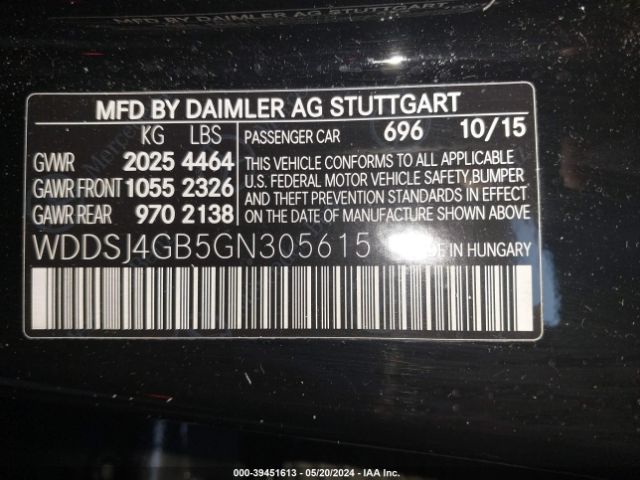 MFD BY DAIMLER AG STUTTGART
KG LBS PASSENGER CAR 696 10/15
GVWR 2025 4464 THIS VEHICLE CONFORMS TO ALL APPLICABLE
U.S. FEDERAL MOTOR VEHICLE SAFETY,BUMPER
GAWR FRONT 1055 2326 AND THEFT PREVENTION STANDARDS IN EFFECT
GAWR REAR 970 2138 ON THE DATE OF MANUFACTURE SHOWN ABOVE
WDDSJ4GB5GN305615 IN HUNGARY
000-39451613 - 05/20/2024 - IAA Inc.